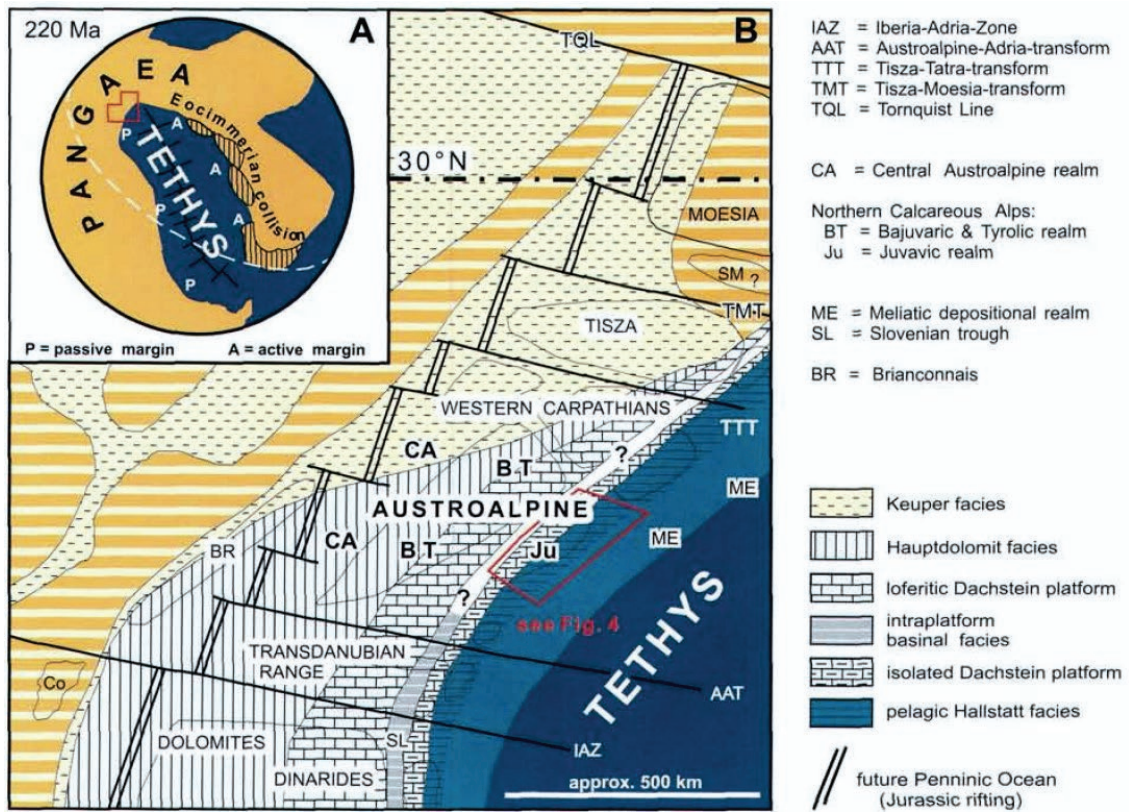 220 Ma
A
PANGAEA
TETHYS
Eocimmerian collision
P
A
P
A
A
P
P = passive margin
A = active margin
B
TQL
30°N
MOESIA
SM ?
TMT
TISZA
WESTERN CARPATHIANS
TTT
CA
BT
?
ME
AUSTROALPINE
BR
CA
BT
Ju
ME
?
see Fig. 4
TRANSDANUBIAN
RANGE
TETHYS
Co
AAT
DOLOMITES
SL
IAZ
DINARIDES
approx. 500 km
IAZ = Iberia-Adria-Zone
AAT = Austroalpine-Adria-transform
TTT = Tisza-Tatra-transform
TMT = Tisza-Moesia-transform
TQL = Tornquist Line
CA = Central Austroalpine realm
Northern Calcareous Alps:
BT = Bajuvaric & Tyrolic realm
Ju = Juvavic realm
ME = Meliatic depositional realm
SL = Slovenian trough
BR = Brianconnais
Keuper facies
Hauptdolomit facies
loferitic Dachstein platform
intraplatform
basinal facies
isolated Dachstein platform
pelagic Hallstatt facies
future Penninic Ocean
(Jurassic rifting)